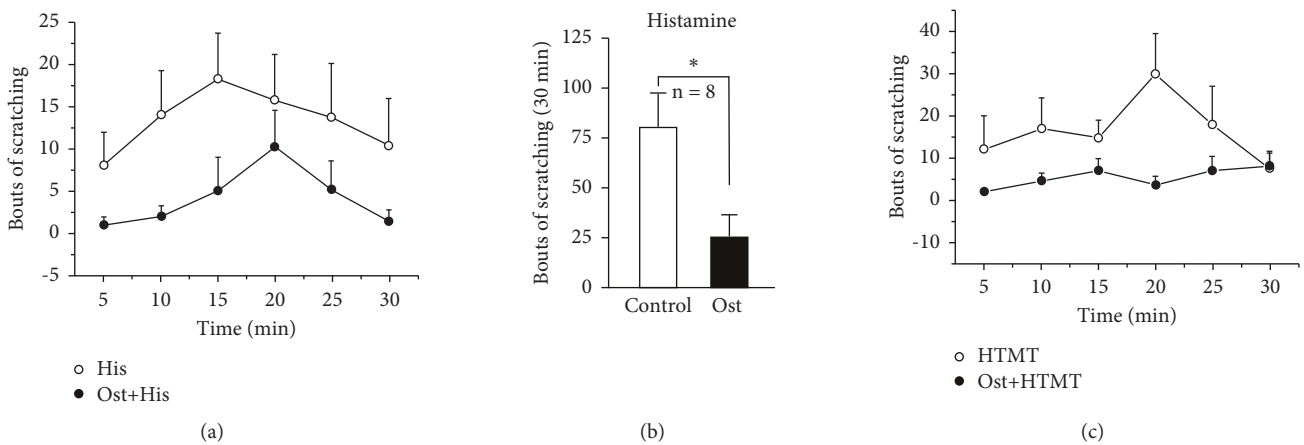 25
20
15
10
5
0
-5
Bouts of scratching
5 10 15 20 25 30
Time (min)
His
Ost+His
(a)
Histamine
125
100
75
50
25
0
Bouts of scratching (30 min)
*
n = 8
Control Ost
(b)
40
30
20
10
0
-10
Bouts of scratching
5 10 15 20 25 30
Time (min)
HTMT
Ost+HTMT
(c)